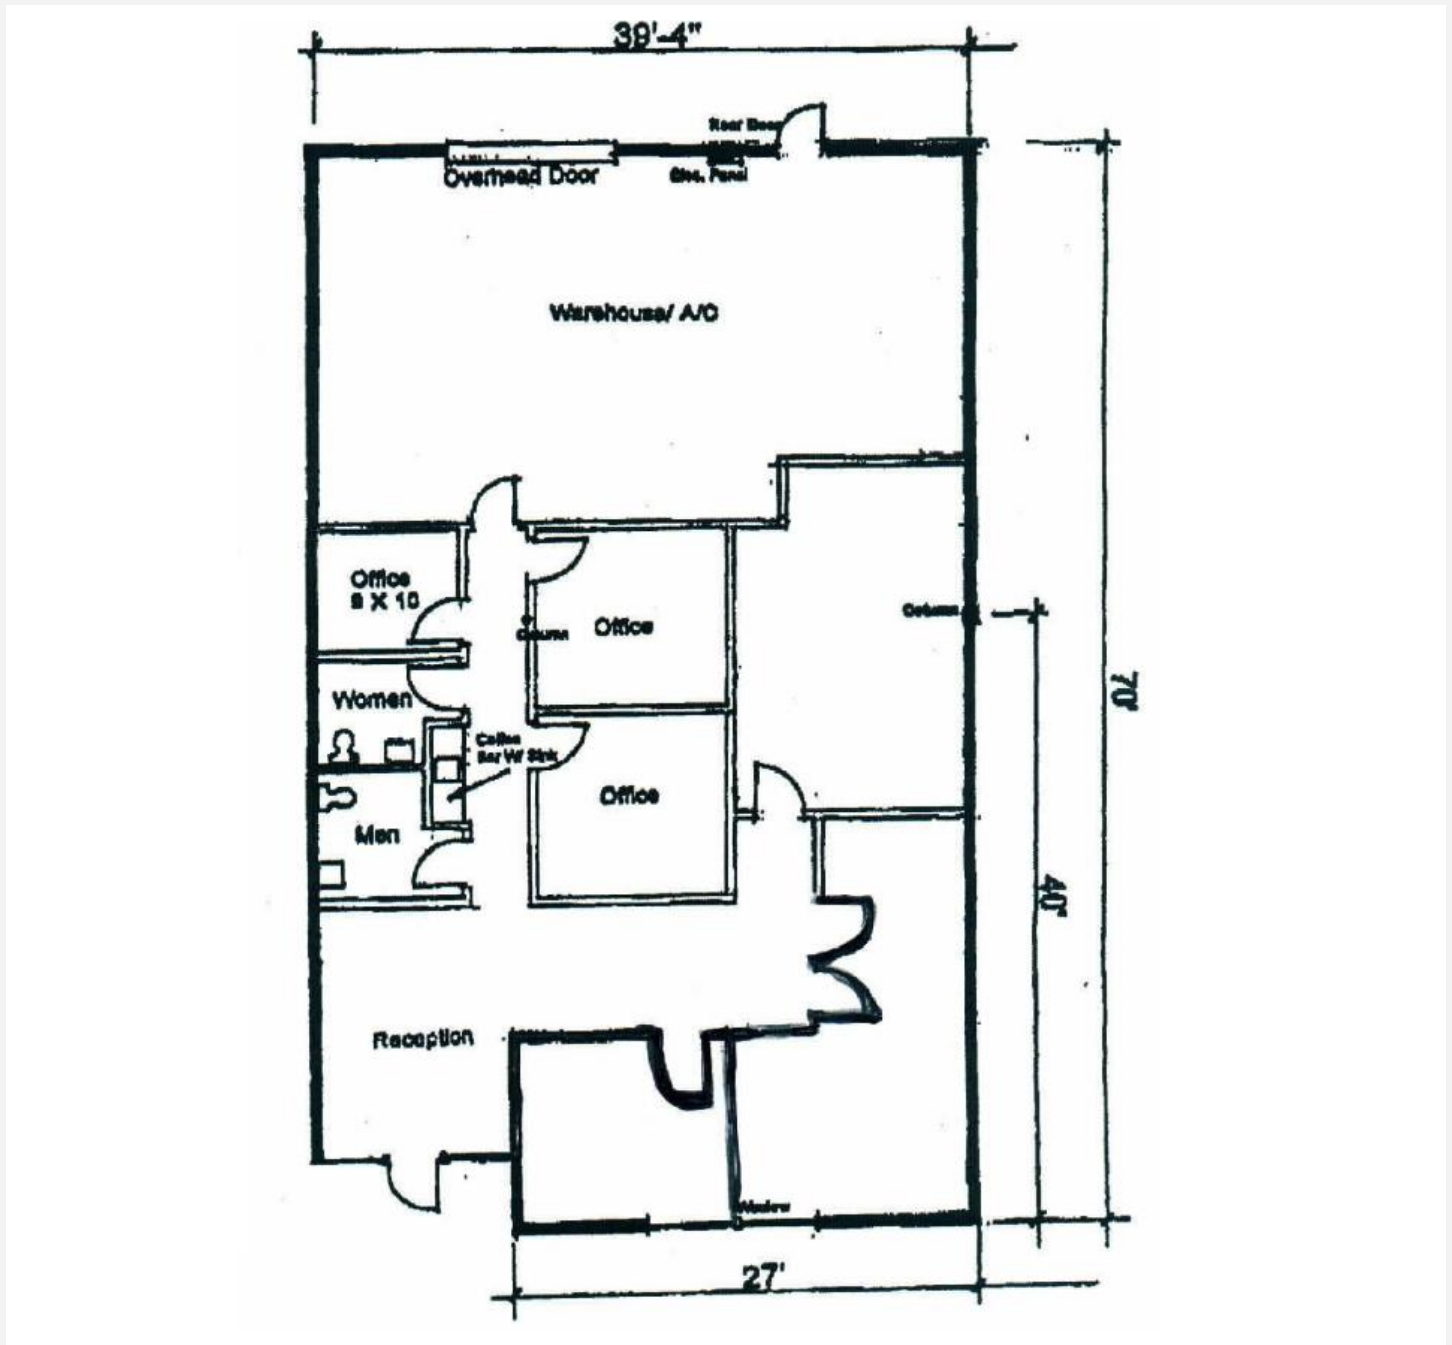 39'-4"
Rear Door
Overhead Door
Elec. Panel
Warehouse/ A/C
Office
9 X 10
Office
Column
Column
Women
70'
Coffee
Bar W/ Sink
Office
Men
40'
Reception
Window
27'